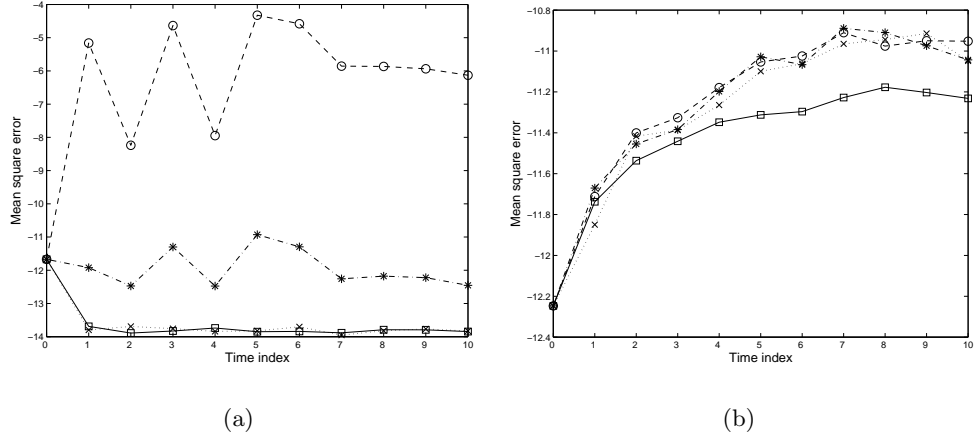 −4
−5
−6
−7
−8
−9
−10
−11
−12
−13
−14
Mean square error
0 1 2 3 4 5 6 7 8 9 10
Time index
(a)
−10.8
−11
−11.2
−11.4
−11.6
−11.8
−12
−12.2
−12.4
Mean square error
0 1 2 3 4 5 6 7 8 9 10
Time index
(b)